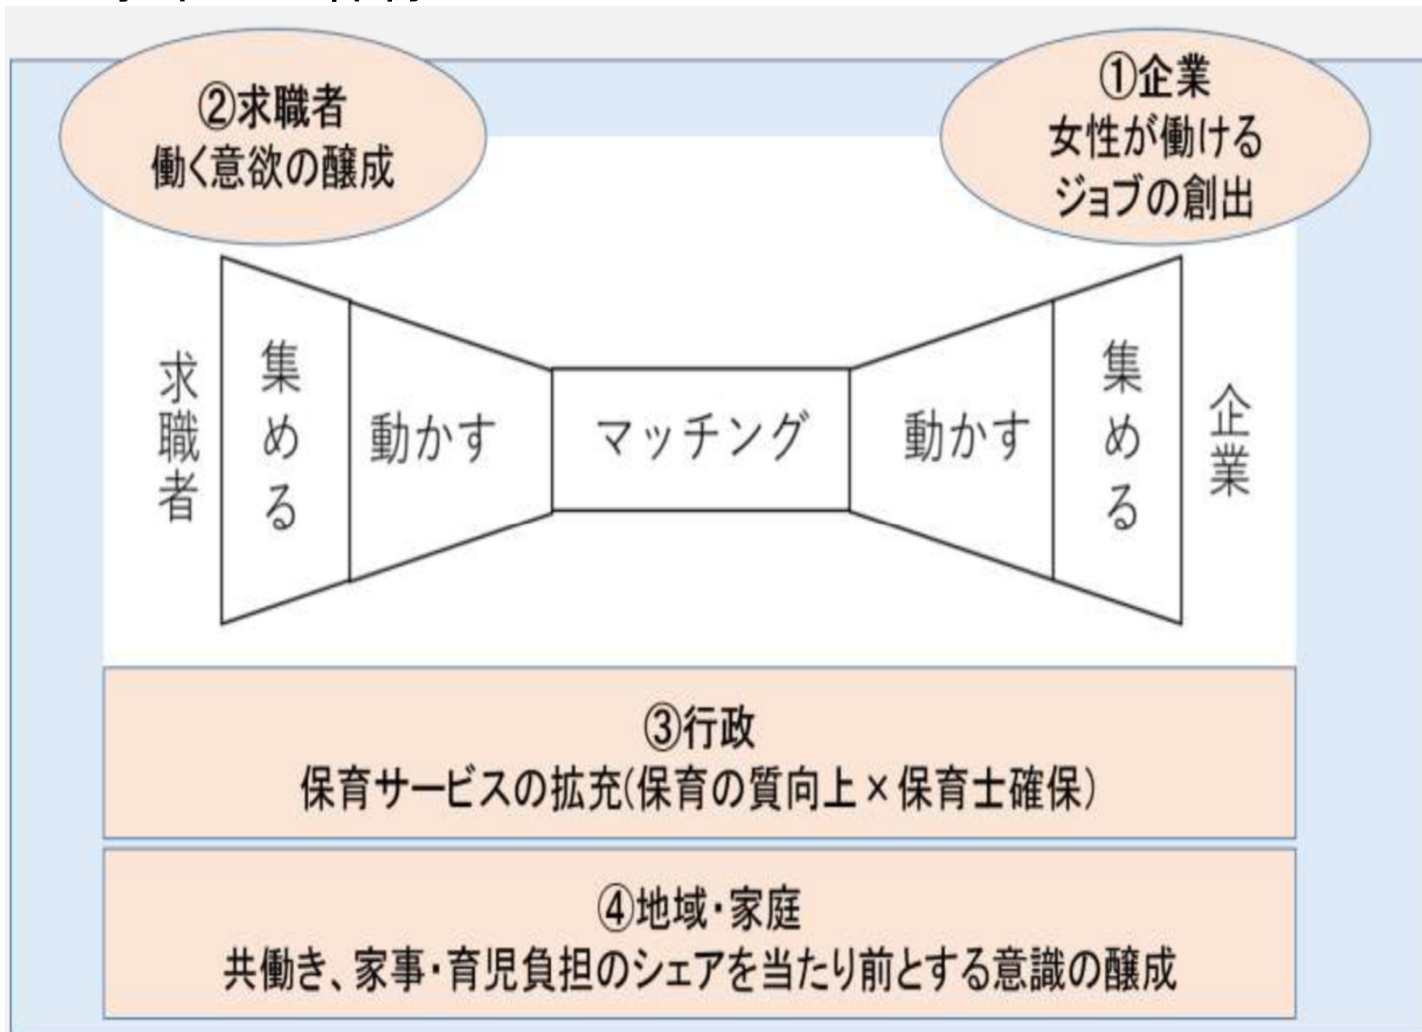 ②求職者
働く意欲の醸成
①企業
女性が働ける
ジョブの創出
求職者
集める
動かす
マッチング
動かす
集める
企業
③行政
保育サービスの拡充(保育の質向上×保育士確保)
④地域・家庭
共働き、家事・育児負担のシェアを当たり前とする意識の醸成